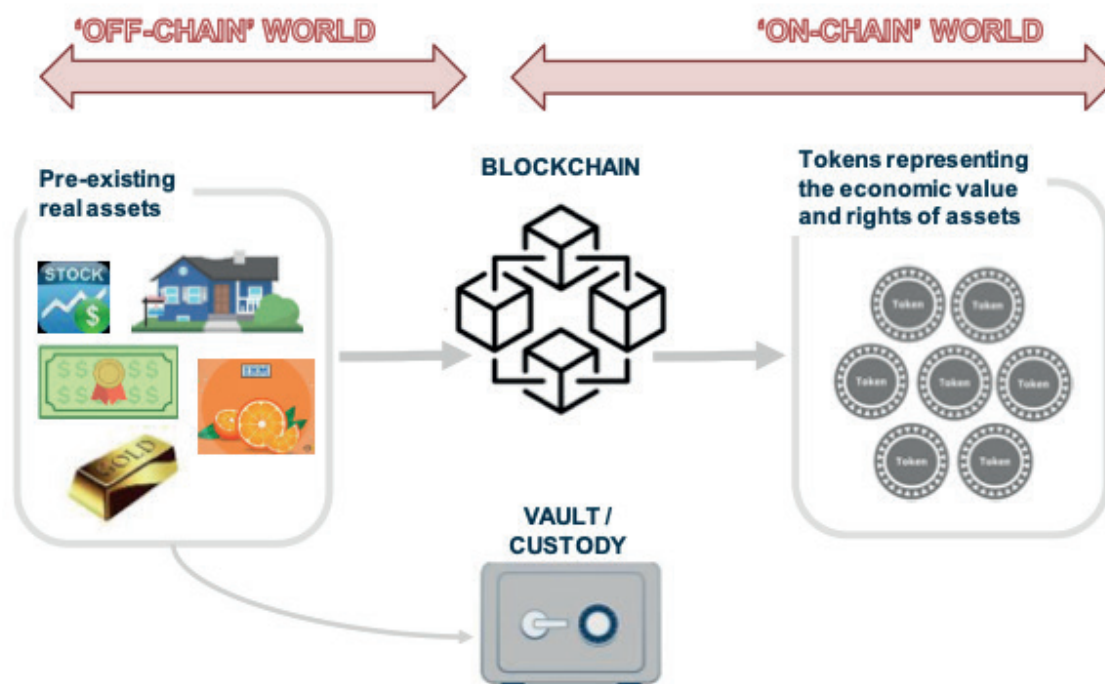 ‘OFF-CHAIN’ WORLD
‘ON-CHAIN’ WORLD
Pre-existing
real assets
BLOCKCHAIN
Tokens representing
the economic value
and rights of assets
STOCK
$
$$ $$
$$ $$
GOLD
Token
Token
Token
Token
Token
Token
Token
VAULT /
CUSTODY